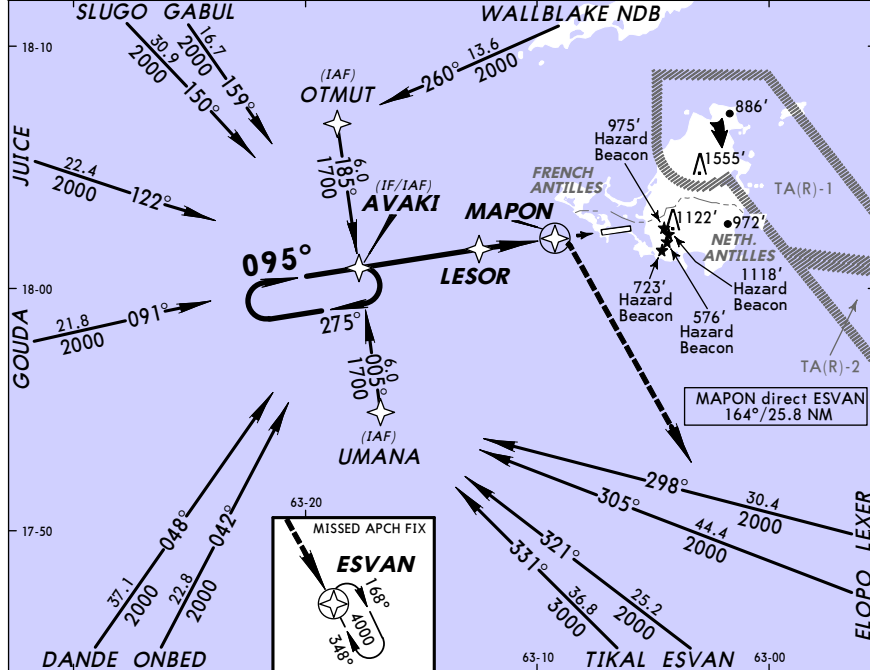 SLUGO GABUL
WALLBLAKE NDB
18-10
30.9
2000
150°
16.7
2000
159°
13.6
260°
2000
(IAF)
OTMUT
6.0
185°
1700
JUICE
22.4
2000
122°
(IF/IAF)
AVAKI
MAPON
FRENCH
ANTILLES
975'
Hazard
Beacon
886'
1555'
TA(R)-1
1122'
972'
NETH.
ANTILLES
095°
LESOR
18-00
275°
723'
Hazard
Beacon
576'
Hazard
Beacon
1118'
Hazard
Beacon
GOUDA
21.8
2000
091°
6.0
005°
1700
TA(R)-2
MAPON direct ESVAN
164°/25.8 NM
(IAF)
UMANA
63-20
298°
30.4
2000
LEXER
305°
44.4
2000
ELOPO
17-50
048°
37.1
2000
042°
22.8
2000
MISSED APCH FIX
ESVAN
168°
4000
348°
321°
25.2
2000
331°
36.8
3000
DANDE ONBED
63-10
TIKAL ESVAN
63-00